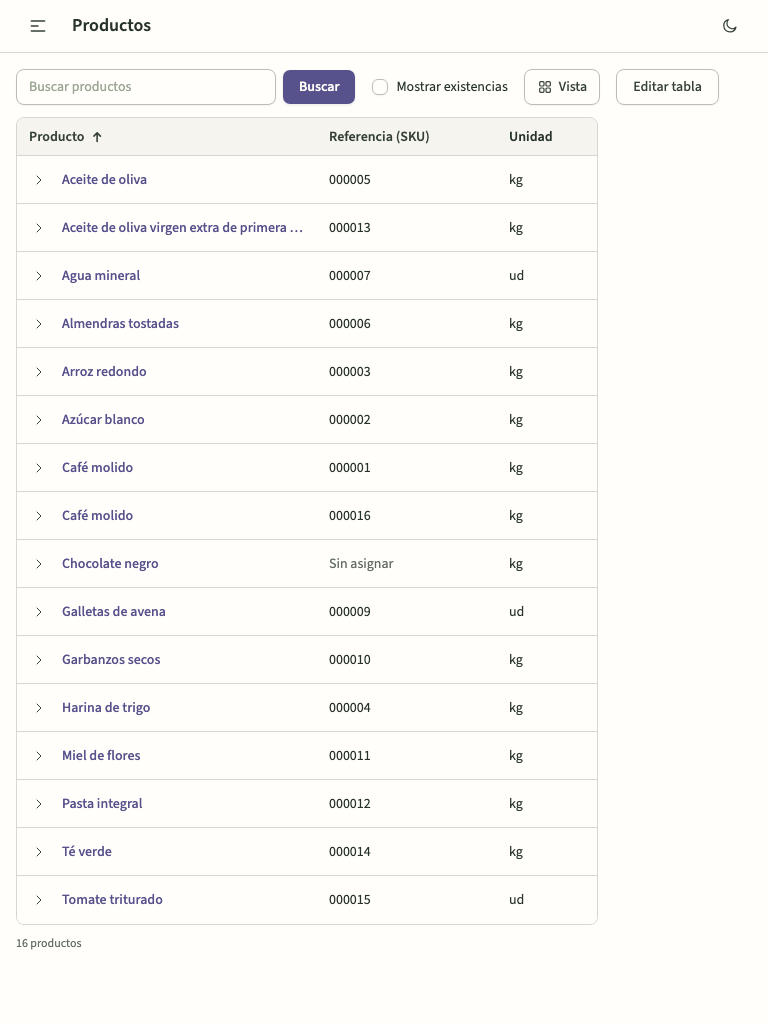 Productos
Buscar productos Buscar Mostrar existencias Vista Editar tabla
Producto Referencia (SKU) Unidad
Aceite de oliva 000005 kg
Aceite de oliva virgen extra de primera … 000013 kg
Agua mineral 000007 ud
Almendras tostadas 000006 kg
Arroz redondo 000003 kg
Azúcar blanco 000002 kg
Café molido 000001 kg
Café molido 000016 kg
Chocolate negro Sin asignar kg
Galletas de avena 000009 ud
Garbanzos secos 000010 kg
Harina de trigo 000004 kg
Miel de flores 000011 kg
Pasta integral 000012 kg
Té verde 000014 kg
Tomate triturado 000015 ud
16 productos